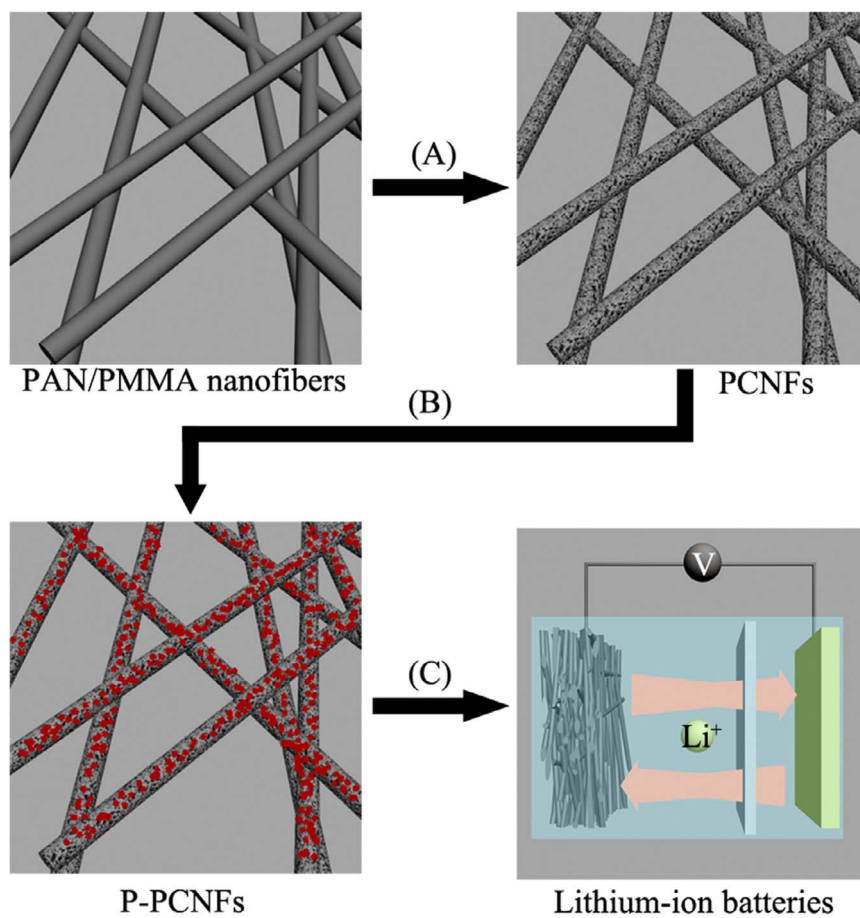 (A)
PAN/PMMA nanofibers
PCNFs
(B)
V
(C)
Li⁺
P-PCNFs
Lithium-ion batteries